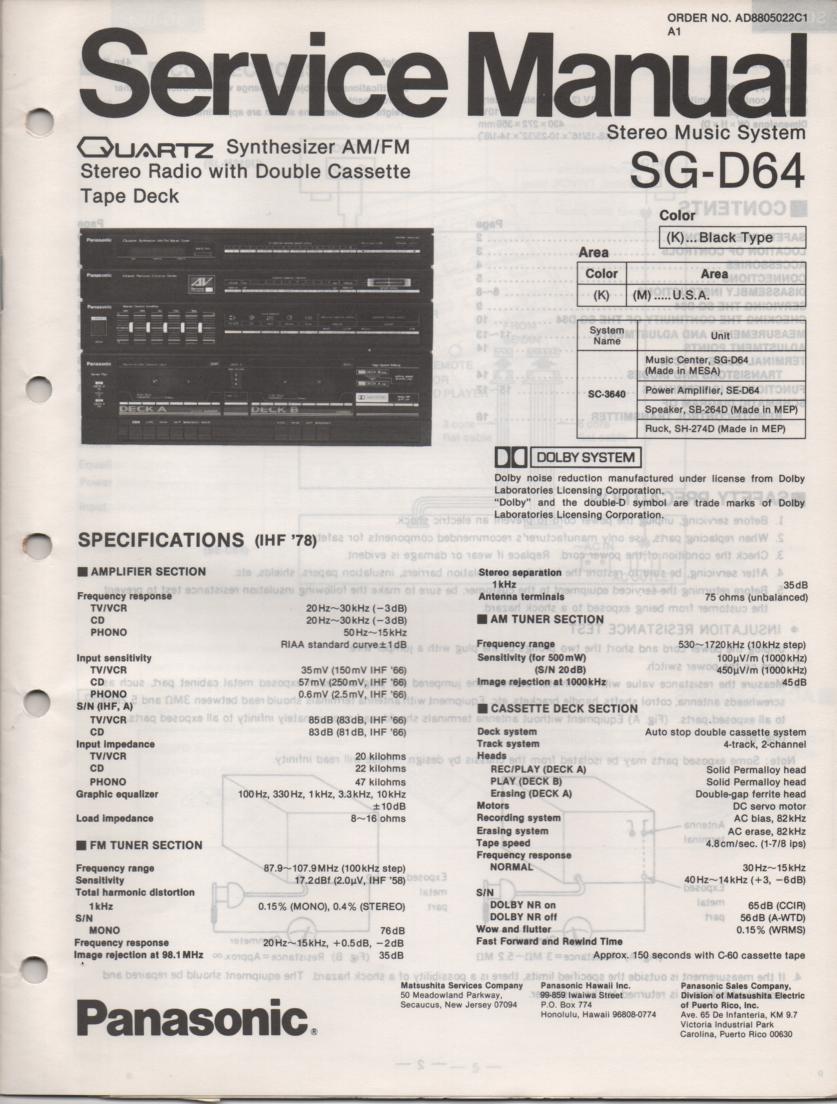 ORDER NO. AD8805022C1
A1
Service Manual
Stereo Music System
SG-D64
QUARTZ Synthesizer AM/FM
Stereo Radio with Double Cassette
Tape Deck
Color
(K)...Black Type
Area
Color Area
(K) (M).....U.S.A.
System Name Unit
SC-3640
Music Center, SG-D64
(Made in MESA)
Power Amplifier, SE-D64
Speaker, SB-264D (Made in MEP)
Ruck, SH-274D (Made in MEP)
Panasonic
Panasonic
Panasonic
Panasonic
AV
DECK A
DECK B
DOLBY SYSTEM
Dolby noise reduction manufactured under license from Dolby
Laboratories Licensing Corporation.
“Dolby” and the double-D symbol are trade marks of Dolby
Laboratories Licensing Corporation.
SPECIFICATIONS (IHF ’78)
■ AMPLIFIER SECTION
Frequency response
TV/VCR 20Hz~30kHz (−3dB)
CD 20Hz~30kHz (−3dB)
PHONO 50Hz~15kHz
RIAA standard curve±1dB
Input sensitivity
TV/VCR 35mV (150mV IHF ’66)
CD 57mV (250mV, IHF ’66)
PHONO 0.6mV (2.5mV, IHF ’66)
S/N (IHF, A)
TV/VCR 85dB (83dB, IHF ’66)
CD 83dB (81dB, IHF ’66)
Input impedance
TV/VCR 20 kilohms
CD 22 kilohms
PHONO 47 kilohms
Graphic equalizer 100Hz, 330Hz, 1kHz, 3.3kHz, 10kHz
±10dB
Load impedance 8~16 ohms
■ FM TUNER SECTION
Frequency range 87.9~107.9MHz (100kHz step)
Sensitivity 17.2dBf (2.0μV, IHF ’58)
Total harmonic distortion
1kHz 0.15% (MONO), 0.4% (STEREO)
S/N
MONO 76dB
Frequency response 20Hz~15kHz, +0.5dB, −2dB
Image rejection at 98.1MHz 35dB
Stereo separation
1kHz 35dB
Antenna terminals 75 ohms (unbalanced)
■ AM TUNER SECTION
Frequency range 530~1720kHz (10kHz step)
Sensitivity (for 500mW) 100μV/m (1000kHz)
(S/N 20dB) 450μV/m (1000kHz)
Image rejection at 1000kHz 45dB
■ CASSETTE DECK SECTION
Deck system Auto stop double cassette system
Track system 4-track, 2-channel
Heads
REC/PLAY (DECK A) Solid Permalloy head
PLAY (DECK B) Solid Permalloy head
Erasing (DECK A) Double-gap ferrite head
Motors DC servo motor
Recording system AC bias, 82kHz
Erasing system AC erase, 82kHz
Tape speed 4.8cm/sec. (1-7/8 ips)
Frequency response
NORMAL 30Hz~15kHz
40Hz~14kHz (+3, −6dB)
S/N
DOLBY NR on 65dB (CCIR)
DOLBY NR off 56dB (A-WTD)
Wow and flutter 0.15% (WRMS)
Fast Forward and Rewind Time
Approx. 150 seconds with C-60 cassette tape
Panasonic®
Matsushita Services Company
50 Meadowland Parkway,
Secaucus, New Jersey 07094
Panasonic Hawaii Inc.
99-859 Iwaiwa Street
P.O. Box 774
Honolulu, Hawaii 96808-0774
Panasonic Sales Company,
Division of Matsushita Electric
of Puerto Rico, Inc.
Ave. 65 De Infanteria, KM 9.7
Victoria Industrial Park
Carolina, Puerto Rico 00630